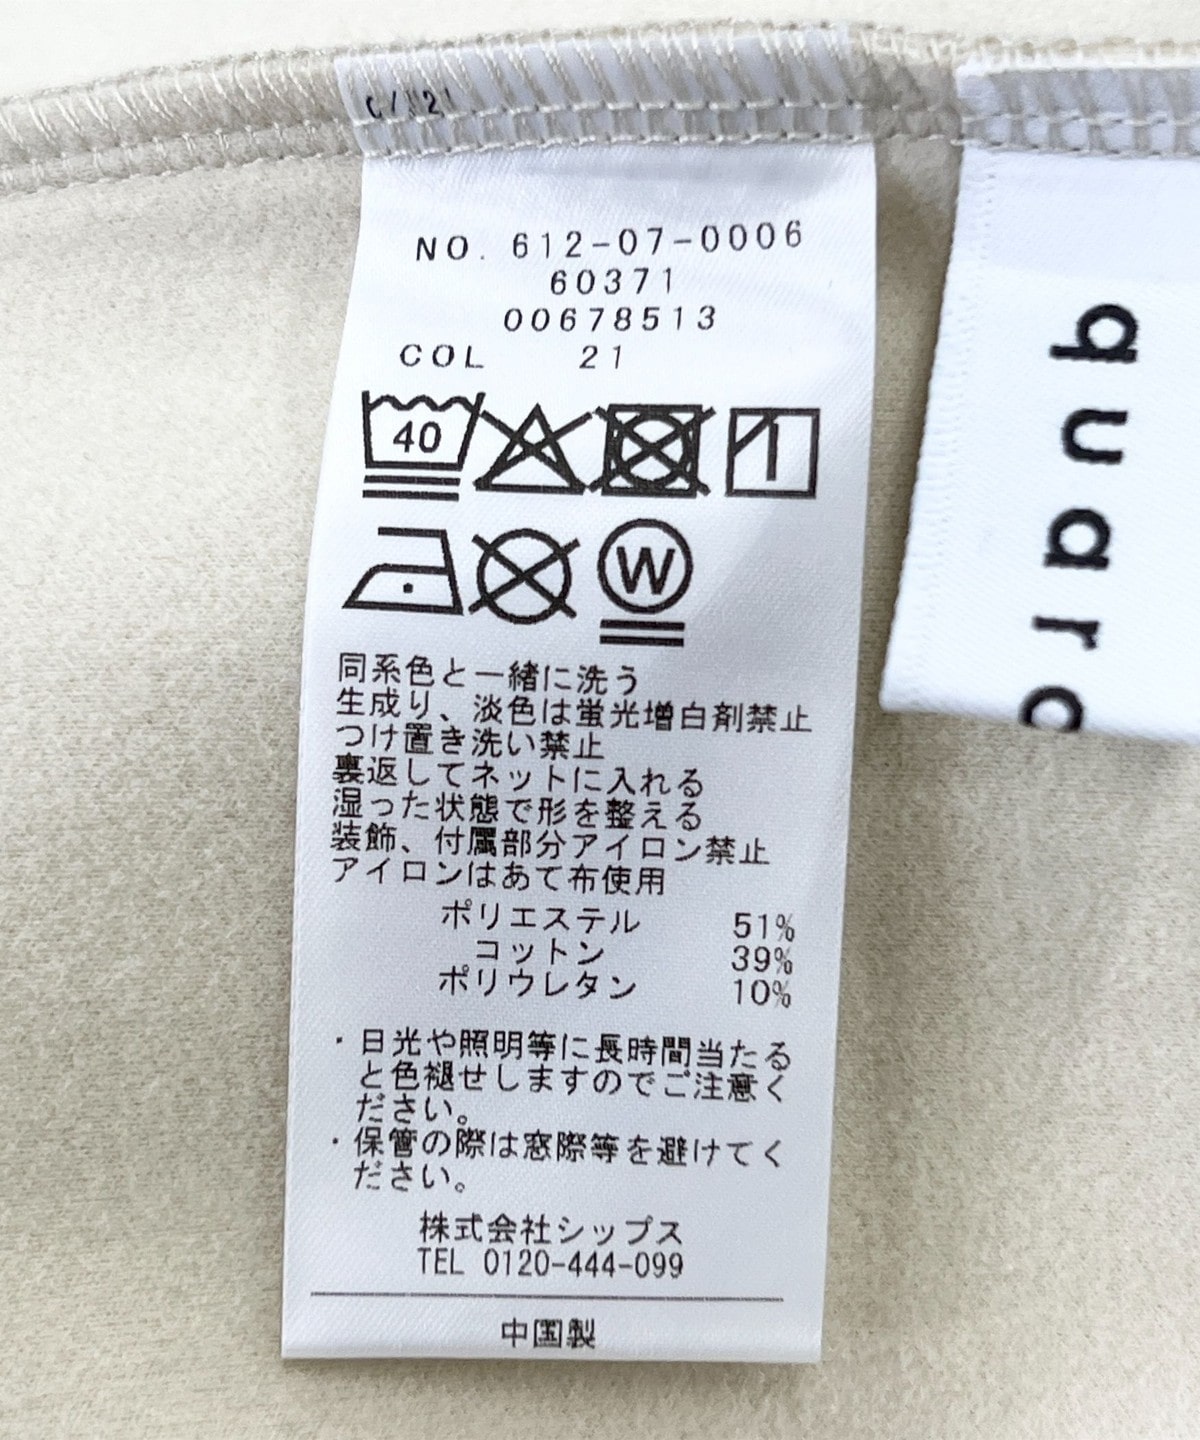 C/ 21
NO. 612-07-0006
60371
00678513
COL 21
40
W
同系色と一緒に洗う
生成り、淡色は蛍光増白剤禁止
つけ置き洗い禁止
裏返してネットに入れる
湿った状態で形を整える
装飾、付属部分アイロン禁止
アイロンはあて布使用
ポリエステル 51%
コットン 39%
ポリウレタン 10%
・日光や照明等に長時間当たる
と色褪せしますのでご注意く
ださい。
・保管の際は窓際等を避けてく
ださい。
株式会社シップス
TEL 0120-444-099
中国製
quar